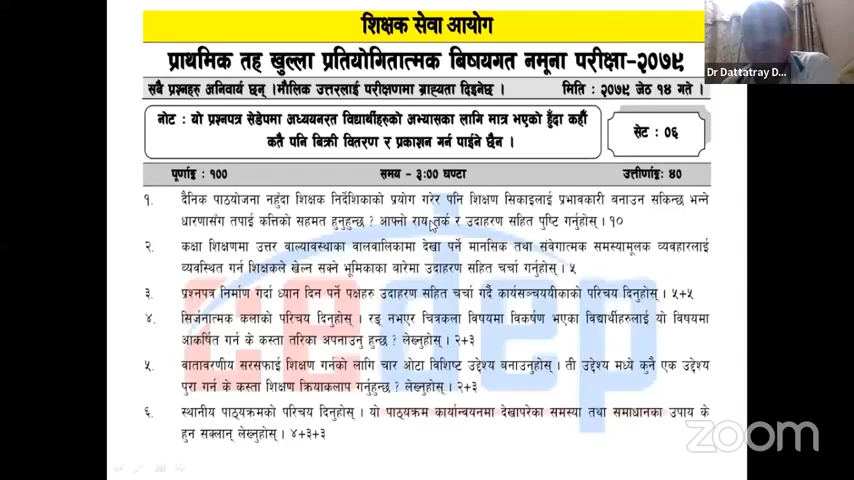 शिक्षक सेवा आयोग
प्राथमिक तह खुल्ला प्रतियोगितात्मक बिषयगत नमूना परीक्षा-२०७९
सबै प्रश्नहरु अनिवार्य छन् । मौलिक उत्तरलाई परीक्षणमा ग्राह्यता दिइनेछ ।
मिति : २०७९ जेठ १४ गते ।
नोट : यो प्रश्नपत्र सेडेपमा अध्ययनरत विद्यार्थीहरुको अभ्यासका लागि मात्र भएको हुँदा कहीँ
कतै पनि बिक्री वितरण र प्रकाशन गर्न पाईने छैन ।
सेट : ०६
पूर्णाङ्क : १००
समय - ३:०० घण्टा
उत्तीर्णाङ्क: ४०
१. दैनिक पाठयोजना नहुँदा शिक्षक निर्देशिकाको प्रयोग गरेर पनि शिक्षण सिकाइलाई प्रभावकारी बनाउन सकिन्छ भन्ने
धारणासँग तपाई कत्तिको सहमत हुनुहुन्छ ? आफ्नो राय तर्क र उदाहरण सहित पुष्टि गर्नुहोस् । १०
२. कक्षा शिक्षणमा उत्तर वाल्यावस्थाका वालवालिकामा देखा पर्ने मानसिक तथा संवेगात्मक समस्यामूलक व्यवहारलाई
व्यवस्थित गर्न शिक्षकले खेल्न सक्ने भूमिकाका बारेमा उदाहरण सहित चर्चा गर्नुहोस् । ५
३. प्रश्नपत्र निर्माण गर्दा ध्यान दिन पर्ने पक्षहरु उदाहरण सहित चर्चा गर्दै कार्यसञ्चययीकाको परिचय दिनुहोस् । ५+५
४. सिर्जनात्मक कलाको परिचय दिनुहोस् । रङ् नभएर चित्रकला विषयमा विकर्षण भएका विद्यार्थीहरुलाई यो विषयमा
आकर्षित गर्न के कस्ता तरिका अपनाउनु हुन्छ ? लेख्नुहोस् । २+३
५. वातावरणीय सरसफाई शिक्षण गर्नको लागि चार ओटा विशिष्ट उद्देश्य बनाउनुहोस् । ती उद्देश्य मध्ये कुनै एक उद्देश्य
पुरा गर्न के कस्ता शिक्षण क्रियाकलाप गर्नुहुन्छ ? लेख्नुहोस् । २+३
६. स्थानीय पाठ्यक्रमको परिचय दिनुहोस् । यो पाठ्यक्रम कार्यान्वयनमा देखापरेका समस्या तथा समाधानका उपाय के
हुन सक्लान् लेख्नुहोस् । ४+३+३
cedep
Dr Dattatray D...
zoom